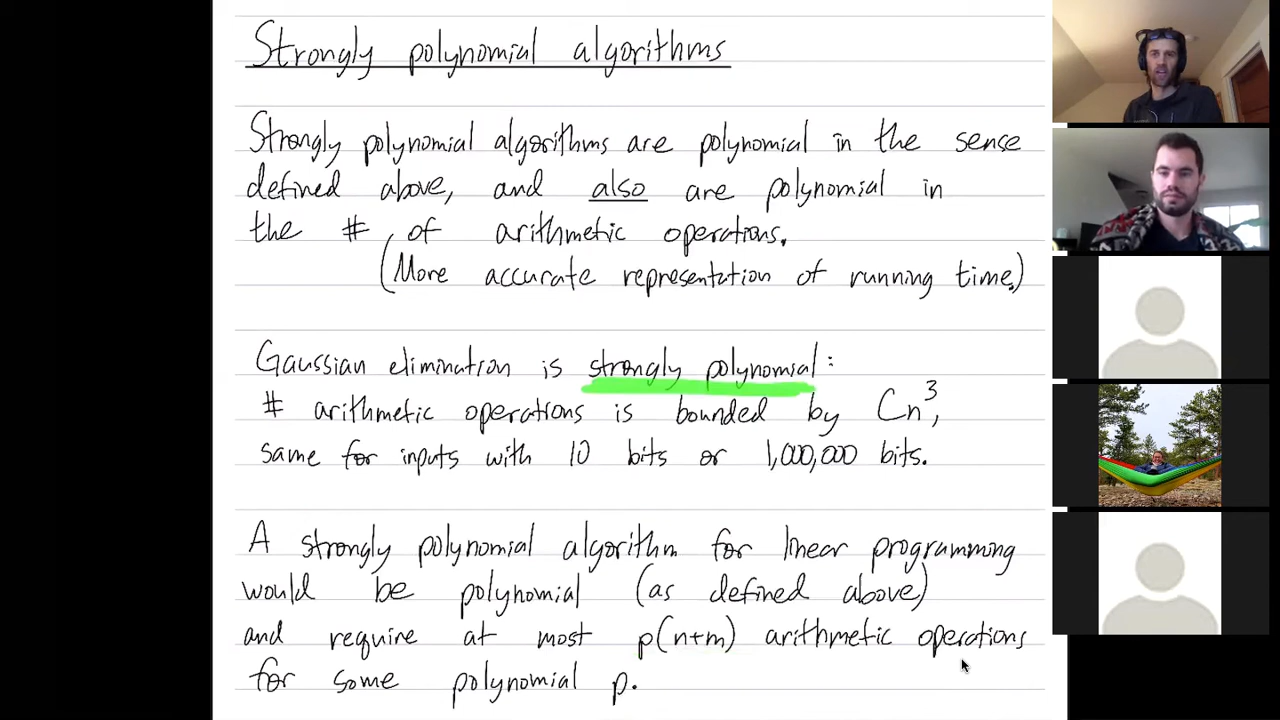 Strongly polynomial algorithms
Strongly polynomial algorithms are polynomial in the sense
defined above, and also are polynomial in
the # of arithmetic operations.
(More accurate representation of running time.)
Gaussian elimination is strongly polynomial:
# arithmetic operations is bounded by Cn³,
same for inputs with 10 bits or 1,000,000 bits.
A strongly polynomial algorithm for linear programming
would be polynomial (as defined above)
and require at most p(n+m) arithmetic operations
for some polynomial p.